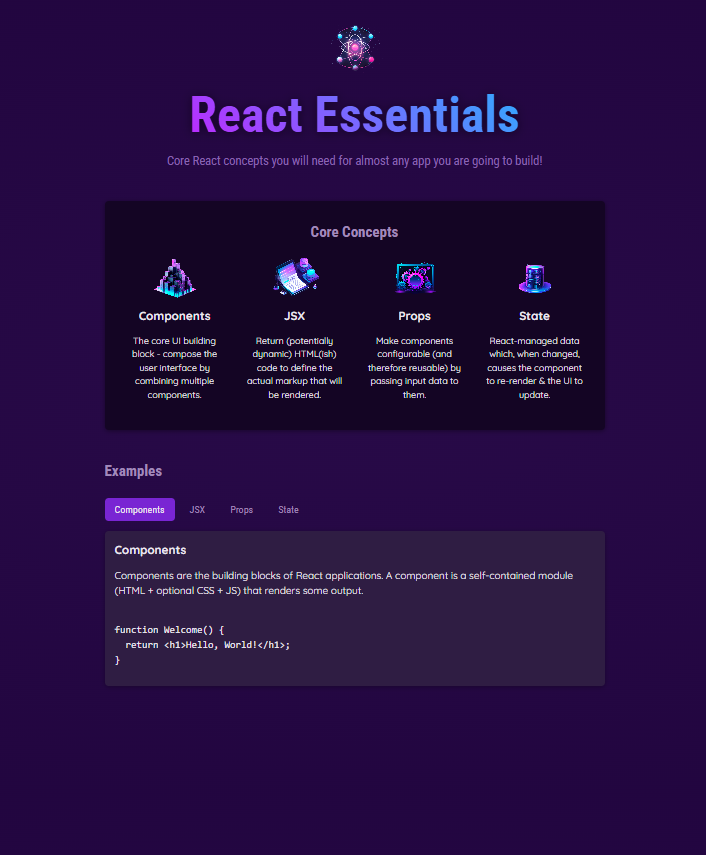 React Essentials
Core React concepts you will need for almost any app you are going to build!
Core Concepts
Components
The core UI building
block - compose the
user interface by
combining multiple
components.
JSX
Return (potentially
dynamic) HTML(ish)
code to define the
actual markup that will
be rendered.
Props
Make components
configurable (and
therefore reusable) by
passing input data to
them.
State
React-managed data
which, when changed,
causes the component
to re-render & the UI to
update.
Examples
Components JSX Props State
Components
Components are the building blocks of React applications. A component is a self-contained module
(HTML + optional CSS + JS) that renders some output.
function Welcome() {
  return <h1>Hello, World!</h1>;
}